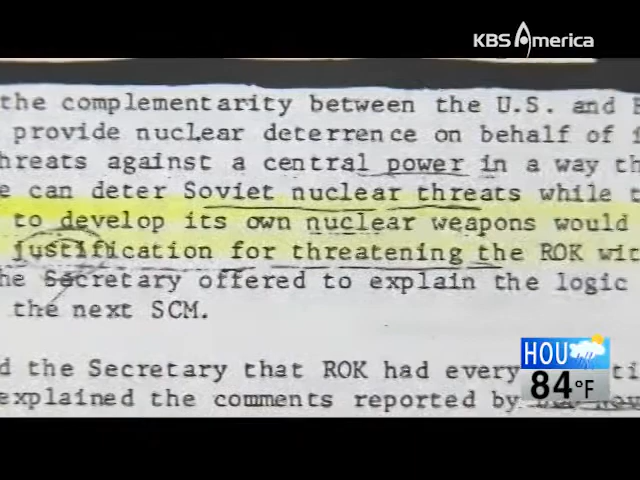 KBS America
the complementarity between the U.S. and
provide nuclear deterrence on behalf of
hreats against a central power in a way
e can deter Soviet nuclear threats while
to develop its own nuclear weapons would
justification for threatening the ROK
he Secretary offered to explain the logic
the next SCM.
d the Secretary that ROK had every
explained the comments reported by
HOU
84°F